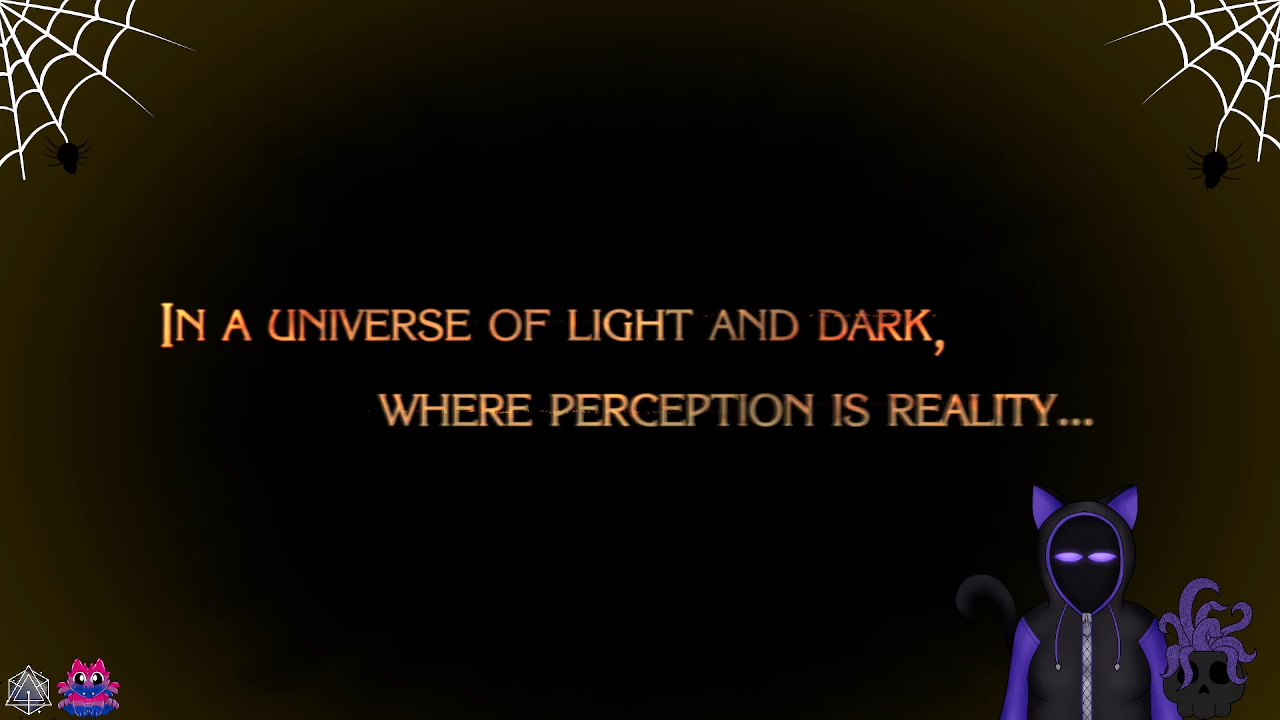 In a universe of light and dark,
where perception is reality...